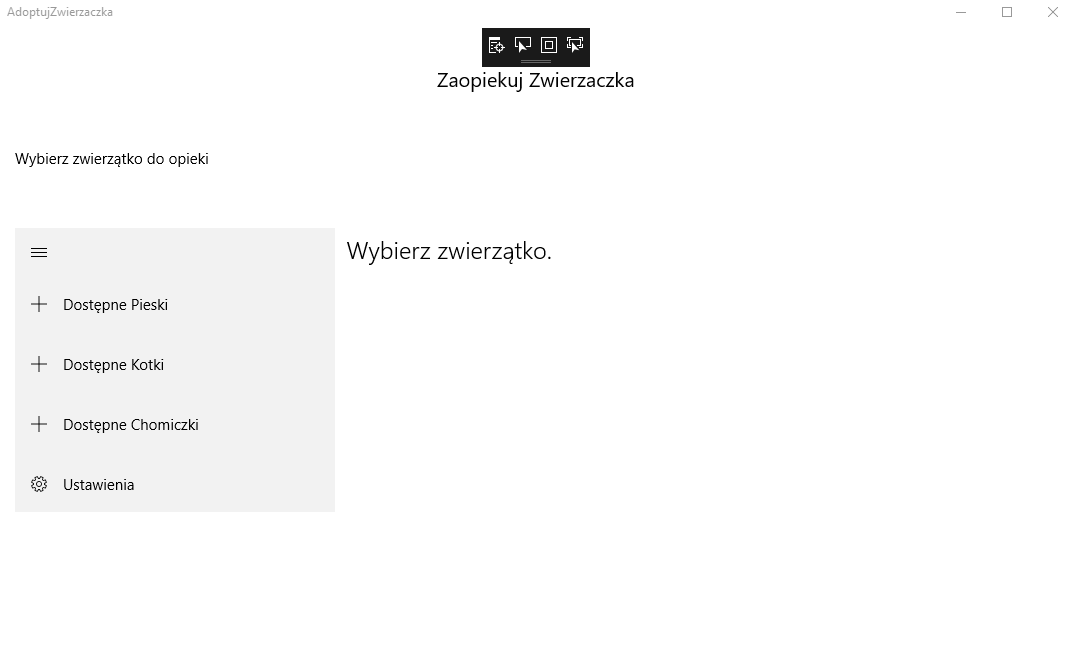 AdoptujZwierzaczka
Zaopiekuj Zwierzaczka
Wybierz zwierzątko do opieki
Wybierz zwierzątko.
Dostępne Pieski
Dostępne Kotki
Dostępne Chomiczki
Ustawienia